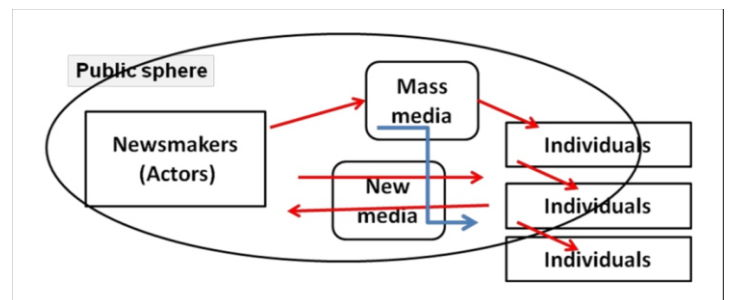 Public sphere
Mass
media
Newsmakers
(Actors)
Individuals
New
media
Individuals
Individuals